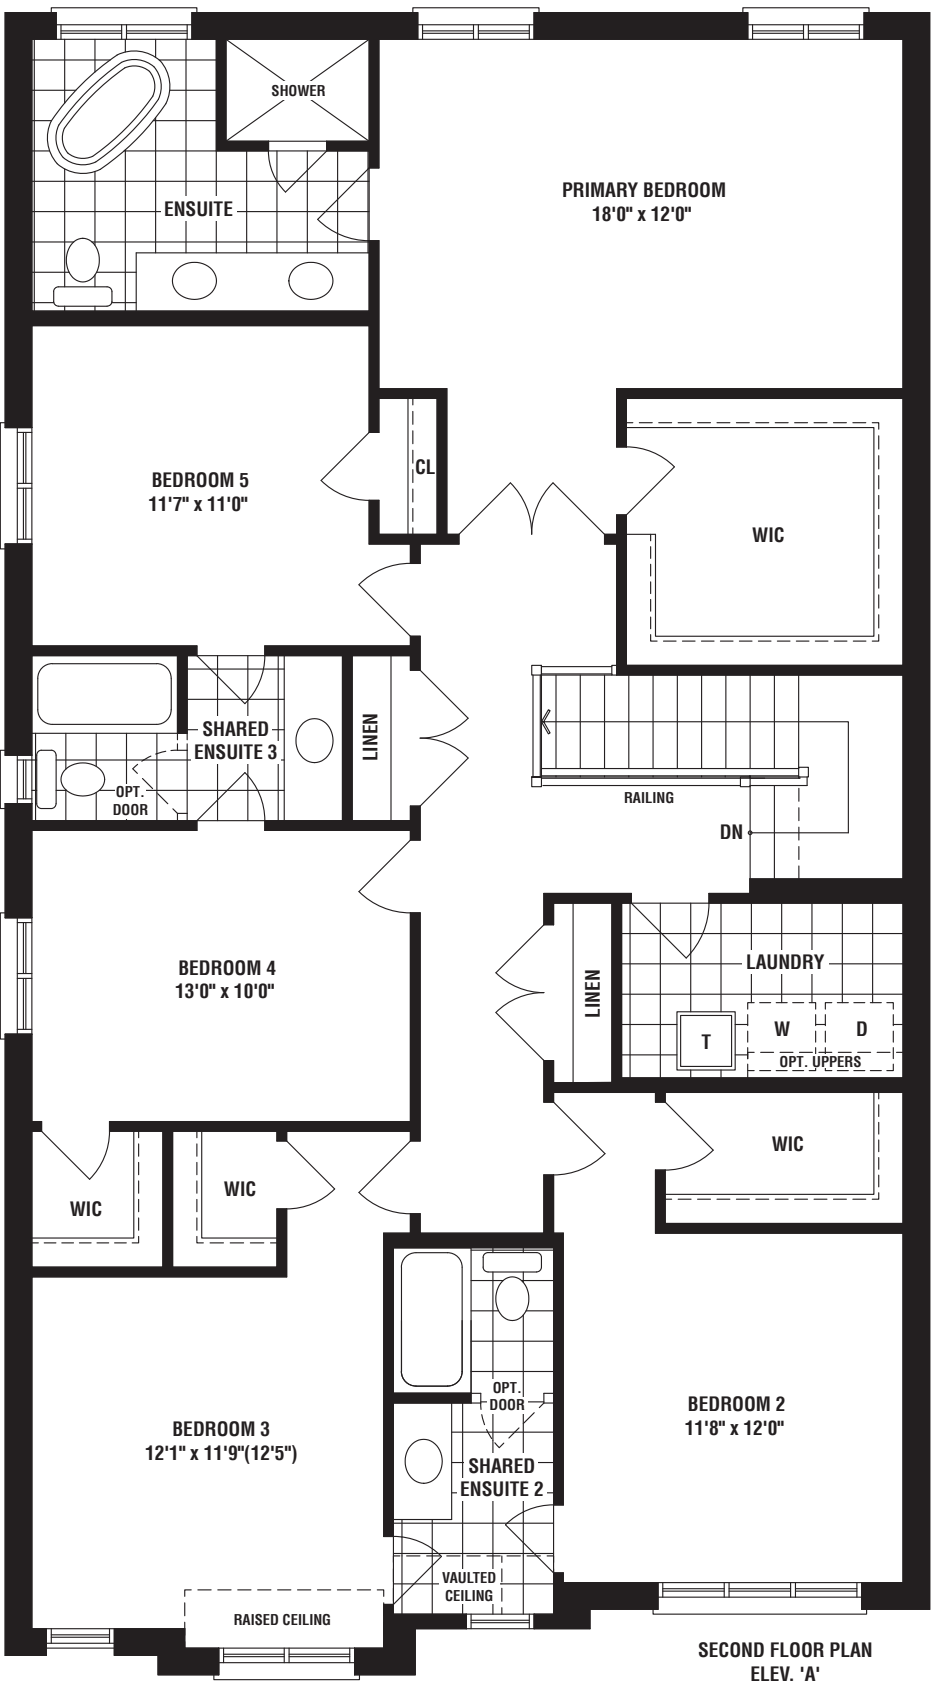 SHOWER
ENSUITE
PRIMARY BEDROOM
18'0" x 12'0"
BEDROOM 5
11'7" x 11'0"
CL
WIC
SHARED
ENSUITE 3
OPT.
DOOR
LINEN
RAILING
DN
BEDROOM 4
13'0" x 10'0"
LINEN
LAUNDRY
T
W
D
OPT. UPPERS
WIC
WIC
WIC
OPT.
DOOR
BEDROOM 2
11'8" x 12'0"
BEDROOM 3
12'1" x 11'9"(12'5")
SHARED
ENSUITE 2
VAULTED
CEILING
RAISED CEILING
SECOND FLOOR PLAN
ELEV. 'A'